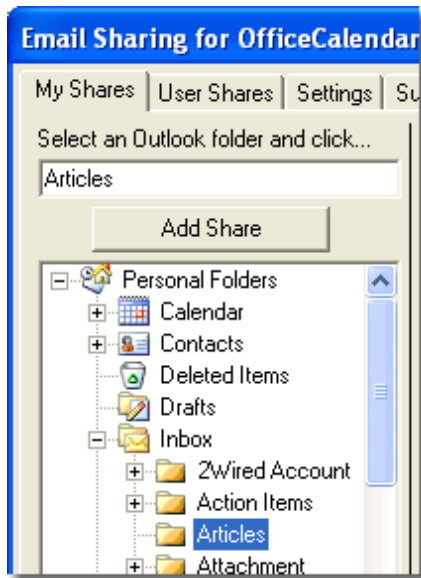 Email Sharing for OfficeCalendar
My Shares User Shares Settings Su
Select an Outlook folder and click...
Articles
Add Share
Personal Folders
Calendar
Contacts
Deleted Items
Drafts
Inbox
2Wired Account
Action Items
Articles
Attachment